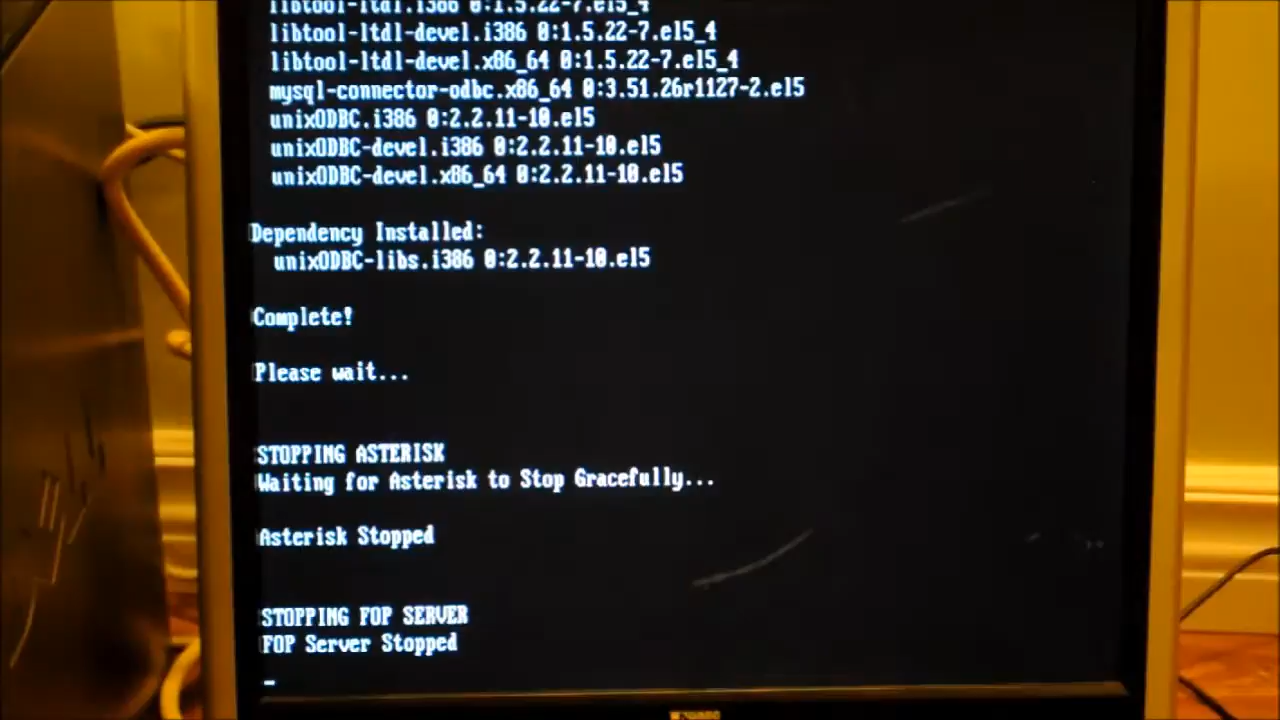 libtool-ltdl.i386 0:1.5.22-7.el5_4
libtool-ltdl-devel.i386 0:1.5.22-7.el5_4
libtool-ltdl-devel.x86_64 0:1.5.22-7.el5_4
mysql-connector-odbc.x86_64 0:3.51.26r1127-2.el5
unixODBC.i386 0:2.2.11-10.el5
unixODBC-devel.i386 0:2.2.11-10.el5
unixODBC-devel.x86_64 0:2.2.11-10.el5
Dependency Installed:
unixODBC-libs.i386 0:2.2.11-10.el5
Complete!
Please wait...
STOPPING ASTERISK
Waiting for Asterisk to Stop Gracefully...
Asterisk Stopped
STOPPING FOP SERVER
FOP Server Stopped